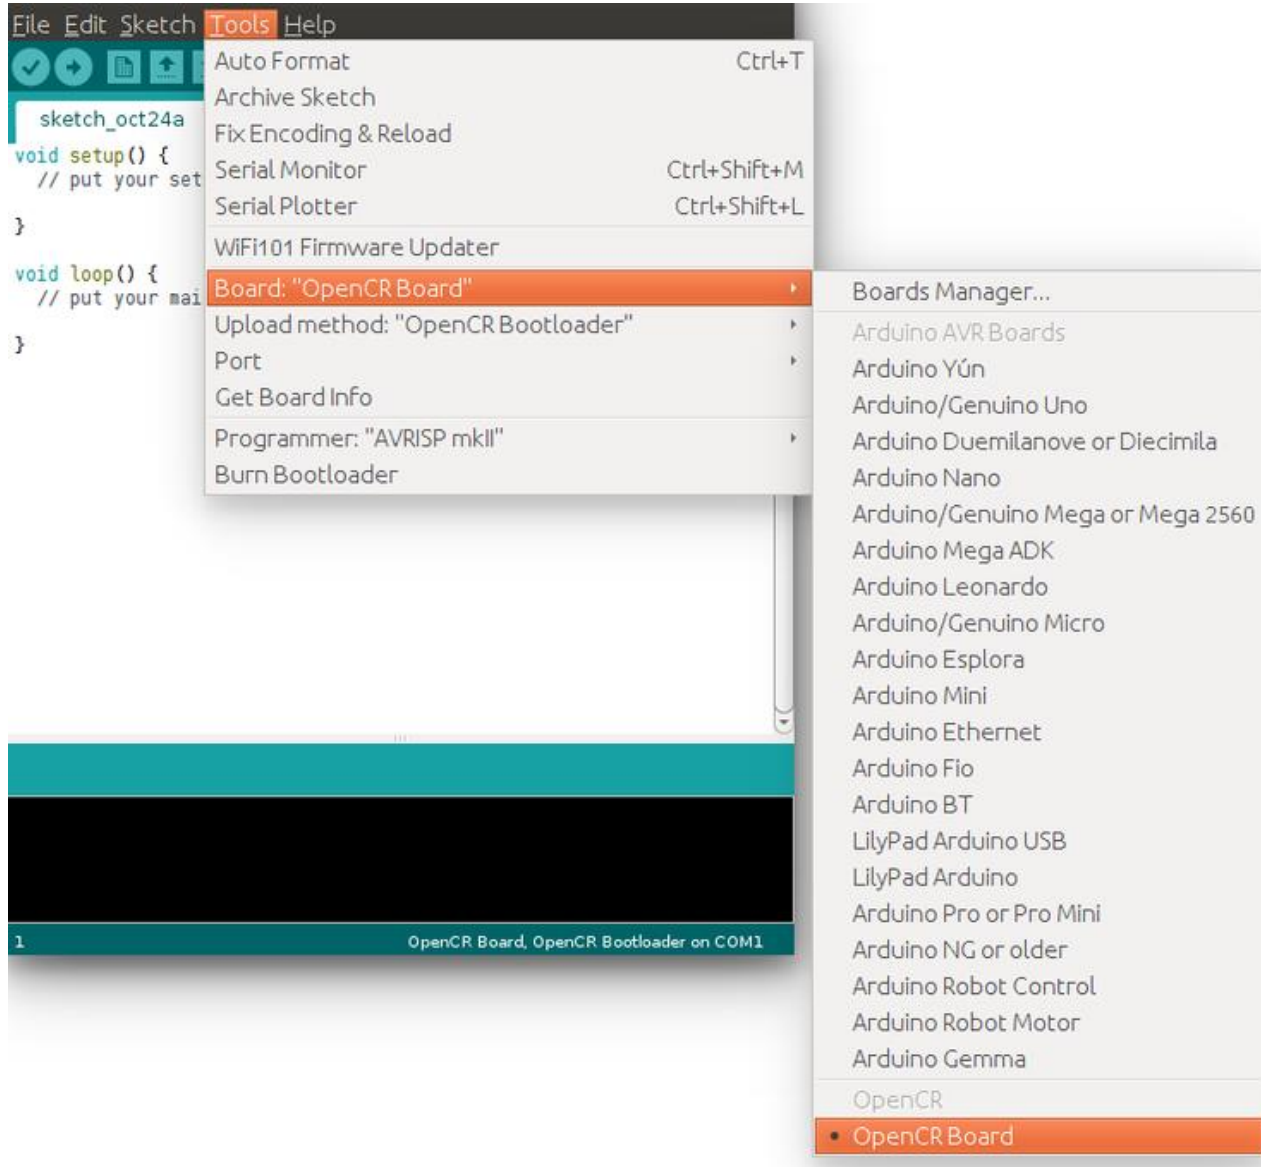 File Edit Sketch Tools Help
sketch_oct24a
void setup() {
// put your set
}
void loop() {
// put your mai
}
Auto Format Ctrl+T
Archive Sketch
Fix Encoding & Reload
Serial Monitor Ctrl+Shift+M
Serial Plotter Ctrl+Shift+L
WiFi101 Firmware Updater
Board: "OpenCR Board"
Upload method: "OpenCR Bootloader"
Port
Get Board Info
Programmer: "AVRISP mkII"
Burn Bootloader
Boards Manager...
Arduino AVR Boards
Arduino Yún
Arduino/Genuino Uno
Arduino Duemilanove or Diecimila
Arduino Nano
Arduino/Genuino Mega or Mega 2560
Arduino Mega ADK
Arduino Leonardo
Arduino/Genuino Micro
Arduino Esplora
Arduino Mini
Arduino Ethernet
Arduino Fio
Arduino BT
LilyPad Arduino USB
LilyPad Arduino
Arduino Pro or Pro Mini
Arduino NG or older
Arduino Robot Control
Arduino Robot Motor
Arduino Gemma
OpenCR
OpenCR Board
1 OpenCR Board, OpenCR Bootloader on COM1